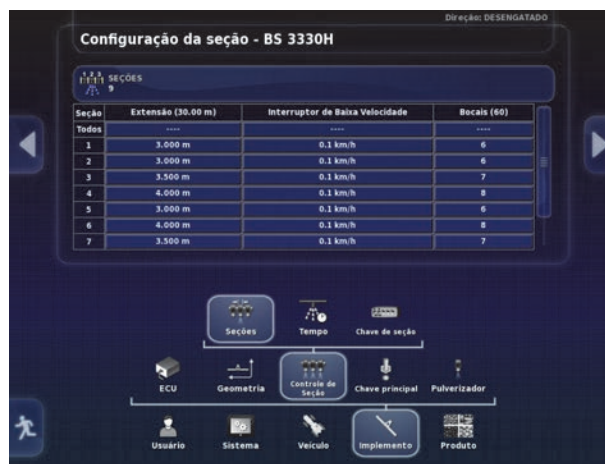 Direção: DESENGATADO
Configuração da seção - BS 3330H
1 2 3 SEÇÕES
9
Seção Extensão (30.00 m) Interruptor de Baixa Velocidade Bocais (60)
Todos ---- ---- ----
1 3.000 m 0.1 km/h 6
2 3.000 m 0.1 km/h 6
3 3.500 m 0.1 km/h 7
4 4.000 m 0.1 km/h 8
5 3.000 m 0.1 km/h 6
6 4.000 m 0.1 km/h 8
7 3.500 m 0.1 km/h 7
Seções Tempo Chave de seção
ECU Geometria Controle de Seção Chave principal Pulverizador
Usuário Sistema Veículo Implemento Produto